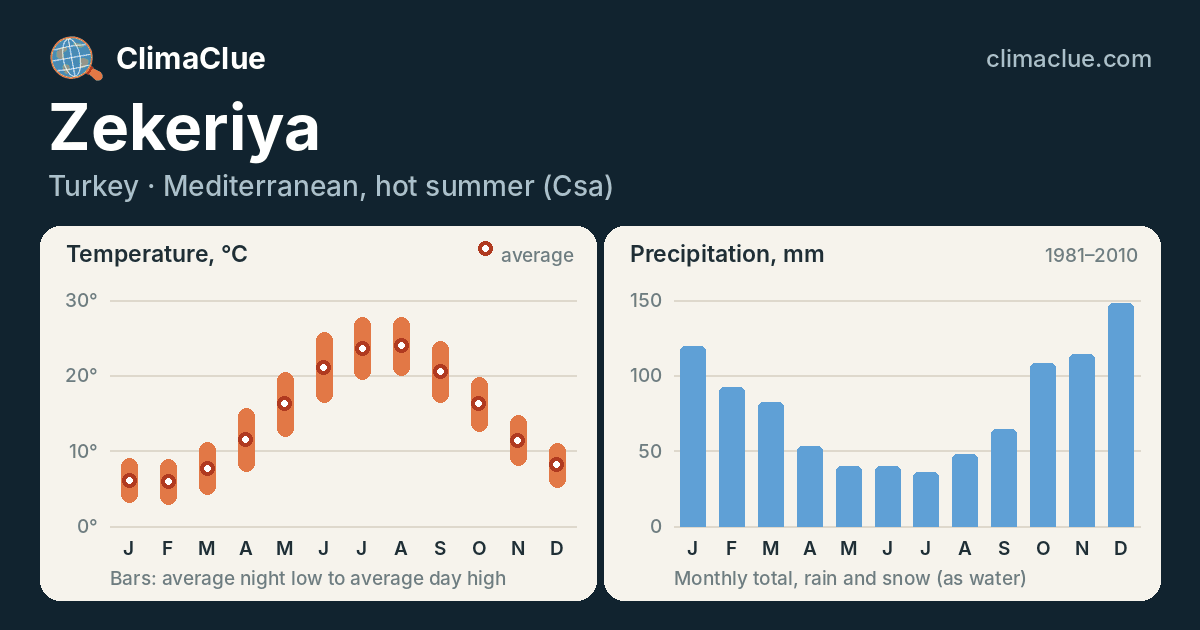 ClimaClue
climaclue.com
Zekeriya
Turkey · Mediterranean, hot summer (Csa)
Temperature, °C
average
30°
20°
10°
0°
J F M A M J J A S O N D
Bars: average night low to average day high
Precipitation, mm
1981–2010
150
100
50
0
J F M A M J J A S O N D
Monthly total, rain and snow (as water)